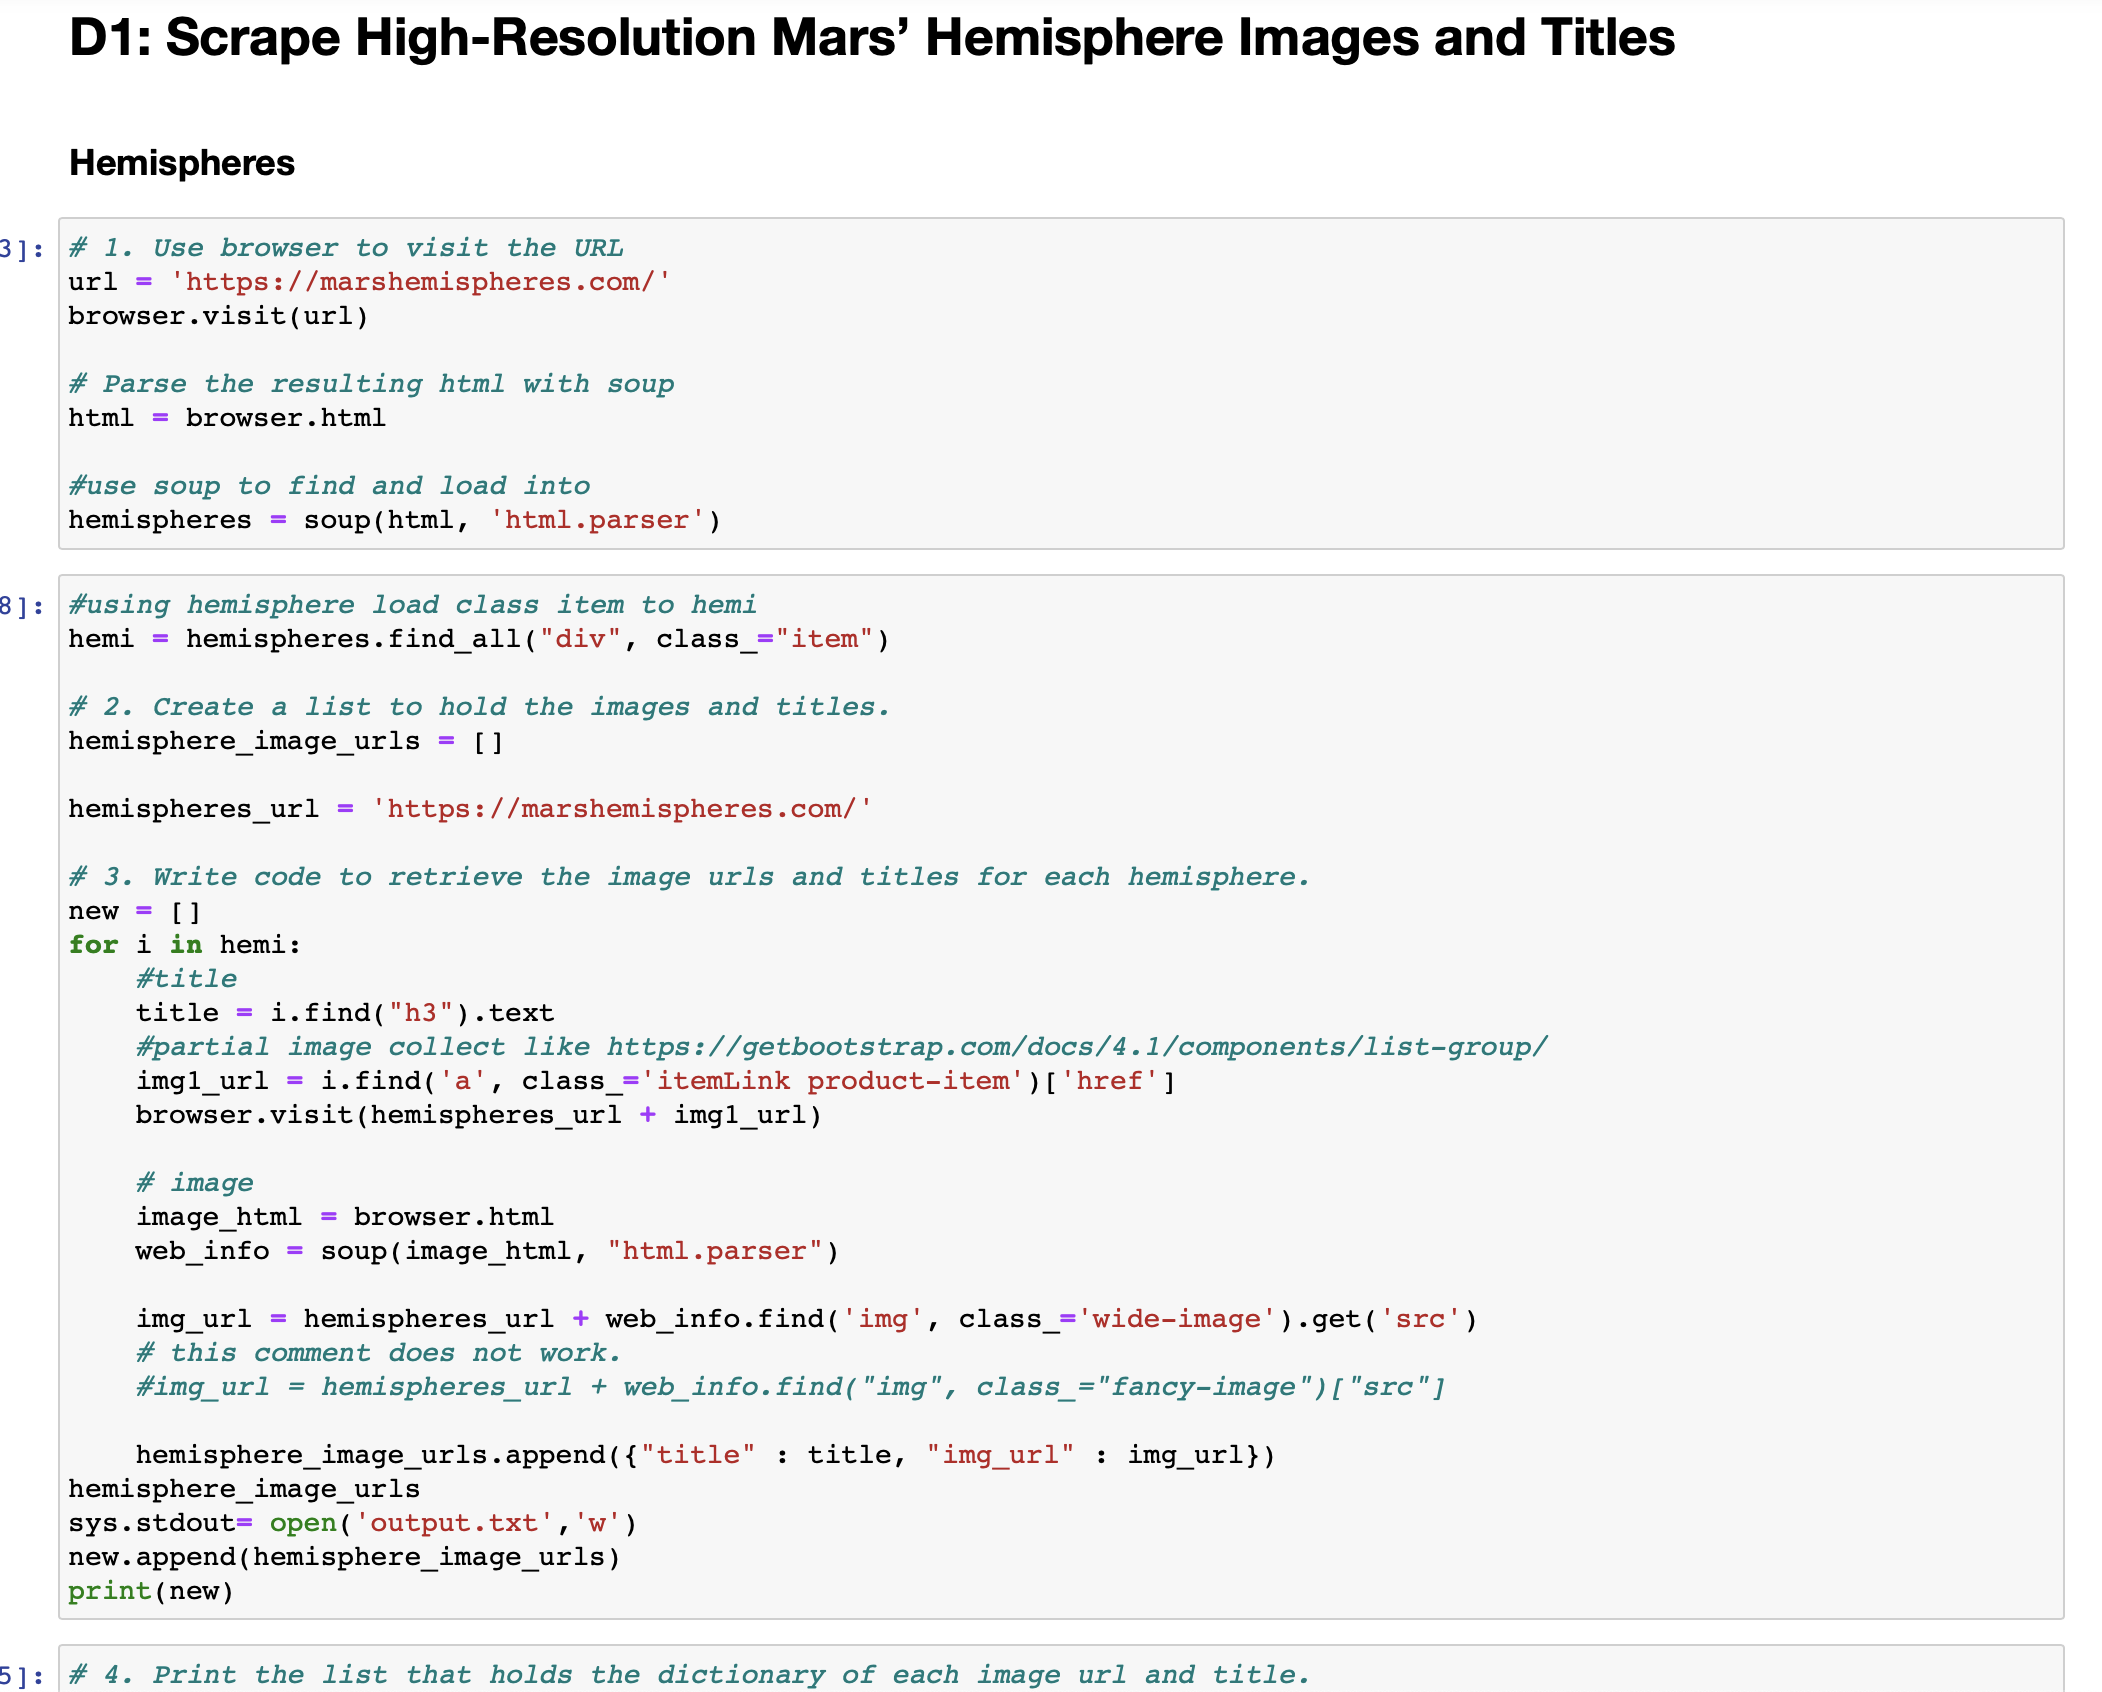 D1: Scrape High-Resolution Mars’ Hemisphere Images and Titles
Hemispheres
3]:
# 1. Use browser to visit the URL
url = 'https://marshemispheres.com/'
browser.visit(url)
# Parse the resulting html with soup
html = browser.html
#use soup to find and load into
hemispheres = soup(html, 'html.parser')
8]:
#using hemisphere load class item to hemi
hemi = hemispheres.find_all("div", class_="item")
# 2. Create a list to hold the images and titles.
hemisphere_image_urls = []
hemispheres_url = 'https://marshemispheres.com/'
# 3. Write code to retrieve the image urls and titles for each hemisphere.
new = []
for i in hemi:
    #title
    title = i.find("h3").text
    #partial image collect like https://getbootstrap.com/docs/4.1/components/list-group/
    img1_url = i.find('a', class_='itemLink product-item')['href']
    browser.visit(hemispheres_url + img1_url)
    # image
    image_html = browser.html
    web_info = soup(image_html, "html.parser")
    img_url = hemispheres_url + web_info.find('img', class_='wide-image').get('src')
    # this comment does not work.
    #img_url = hemispheres_url + web_info.find("img", class_="fancy-image")["src"]
    hemisphere_image_urls.append({"title" : title, "img_url" : img_url})
hemisphere_image_urls
sys.stdout= open('output.txt','w')
new.append(hemisphere_image_urls)
print(new)
5]:
# 4. Print the list that holds the dictionary of each image url and title.